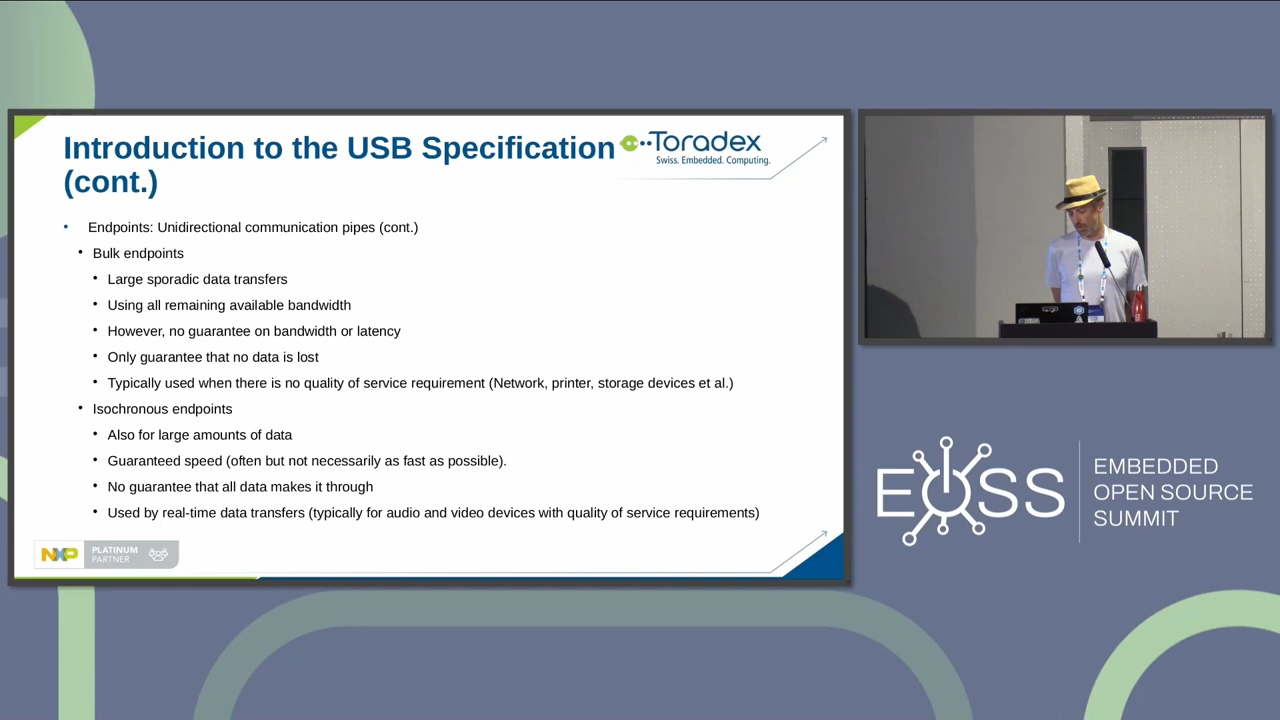 Introduction to the USB Specification
(cont.)
Toradex
Swiss. Embedded. Computing.
• Endpoints: Unidirectional communication pipes (cont.)
• Bulk endpoints
• Large sporadic data transfers
• Using all remaining available bandwidth
• However, no guarantee on bandwidth or latency
• Only guarantee that no data is lost
• Typically used when there is no quality of service requirement (Network, printer, storage devices et al.)
• Isochronous endpoints
• Also for large amounts of data
• Guaranteed speed (often but not necessarily as fast as possible).
• No guarantee that all data makes it through
• Used by real-time data transfers (typically for audio and video devices with quality of service requirements)
NXP
PLATINUM
PARTNER
EOSS
EMBEDDED
OPEN SOURCE
SUMMIT